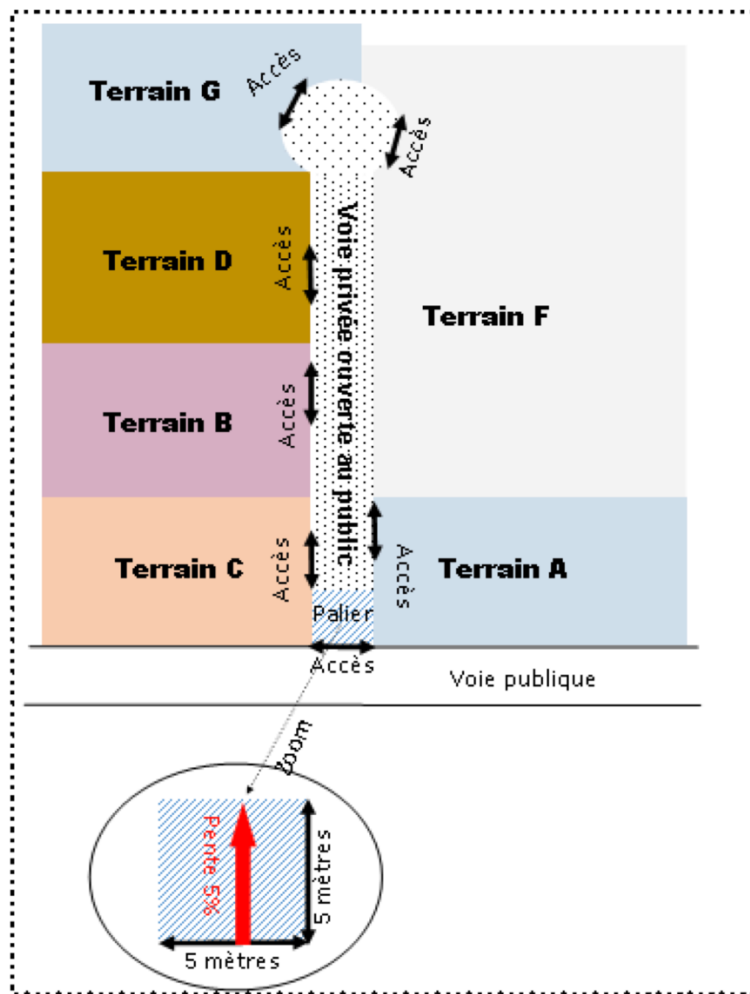 Accès
Terrain G
Accès
Voie privée ouverte au public
Accès
Terrain D
Terrain F
Accès
Terrain B
Accès
Terrain C
Accès
Terrain A
Palier
Accès
Voie publique
Zoom
Pente 5%
5 mètres
5 mètres